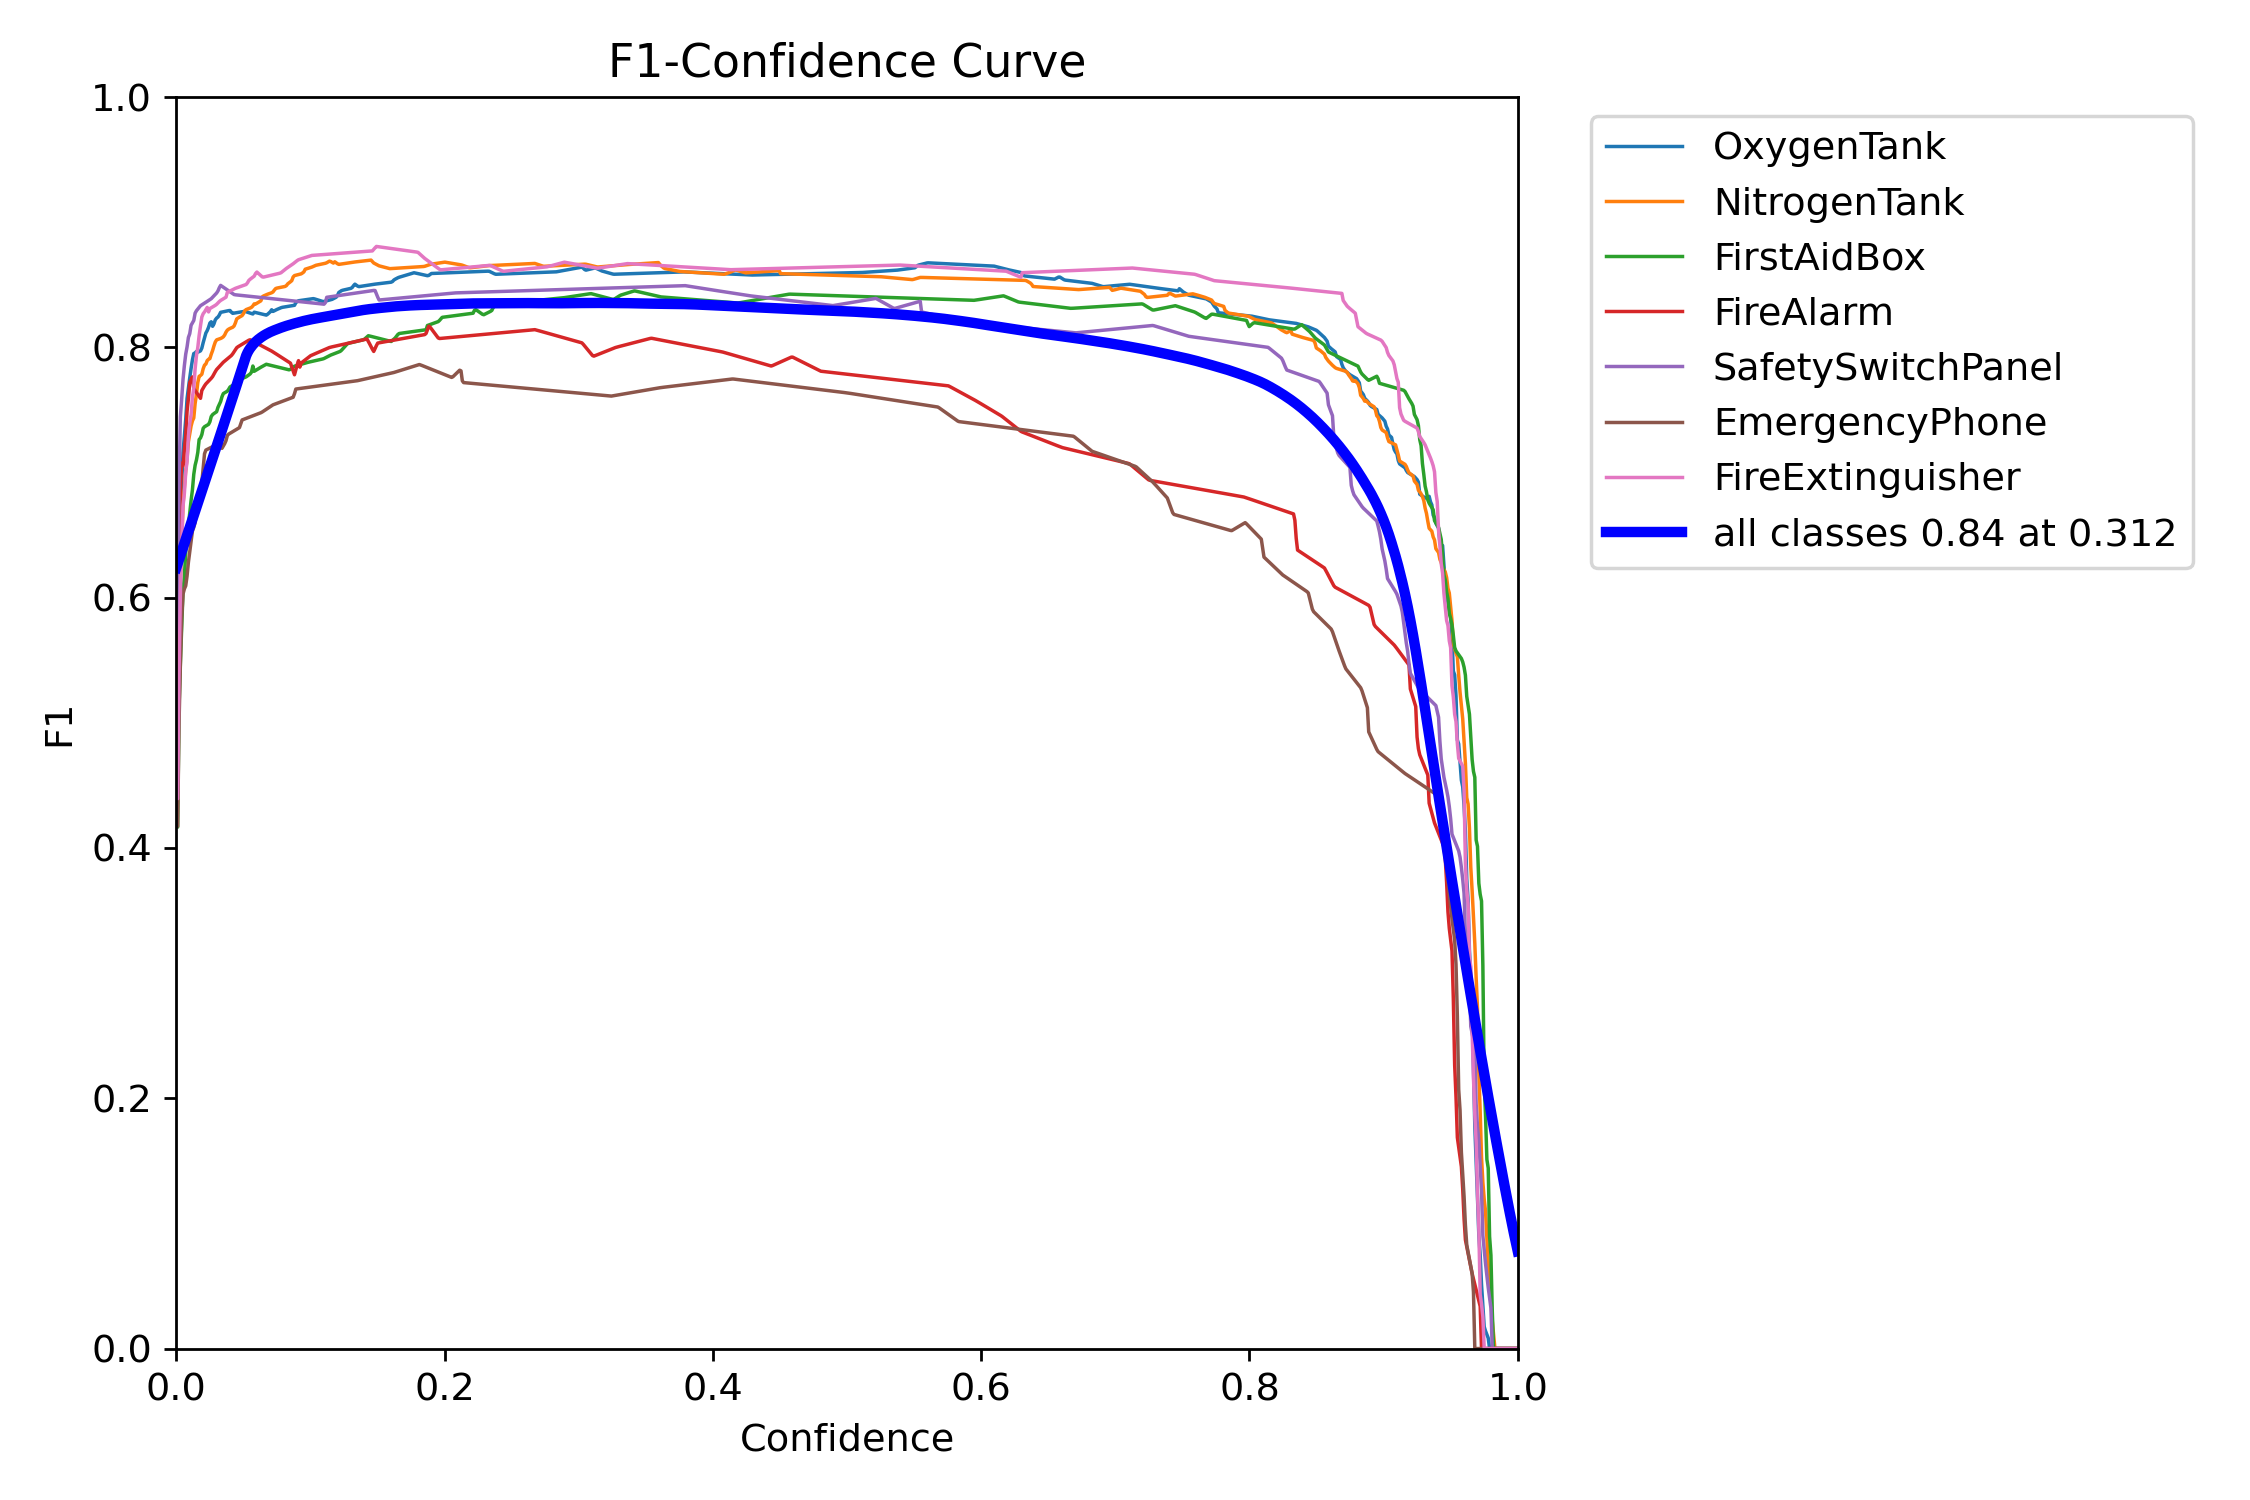 F1-Confidence Curve
1.0
0.8
0.6
0.4
0.2
0.0
F1
0.0 0.2 0.4 0.6 0.8 1.0
Confidence
OxygenTank
NitrogenTank
FirstAidBox
FireAlarm
SafetySwitchPanel
EmergencyPhone
FireExtinguisher
all classes 0.84 at 0.312